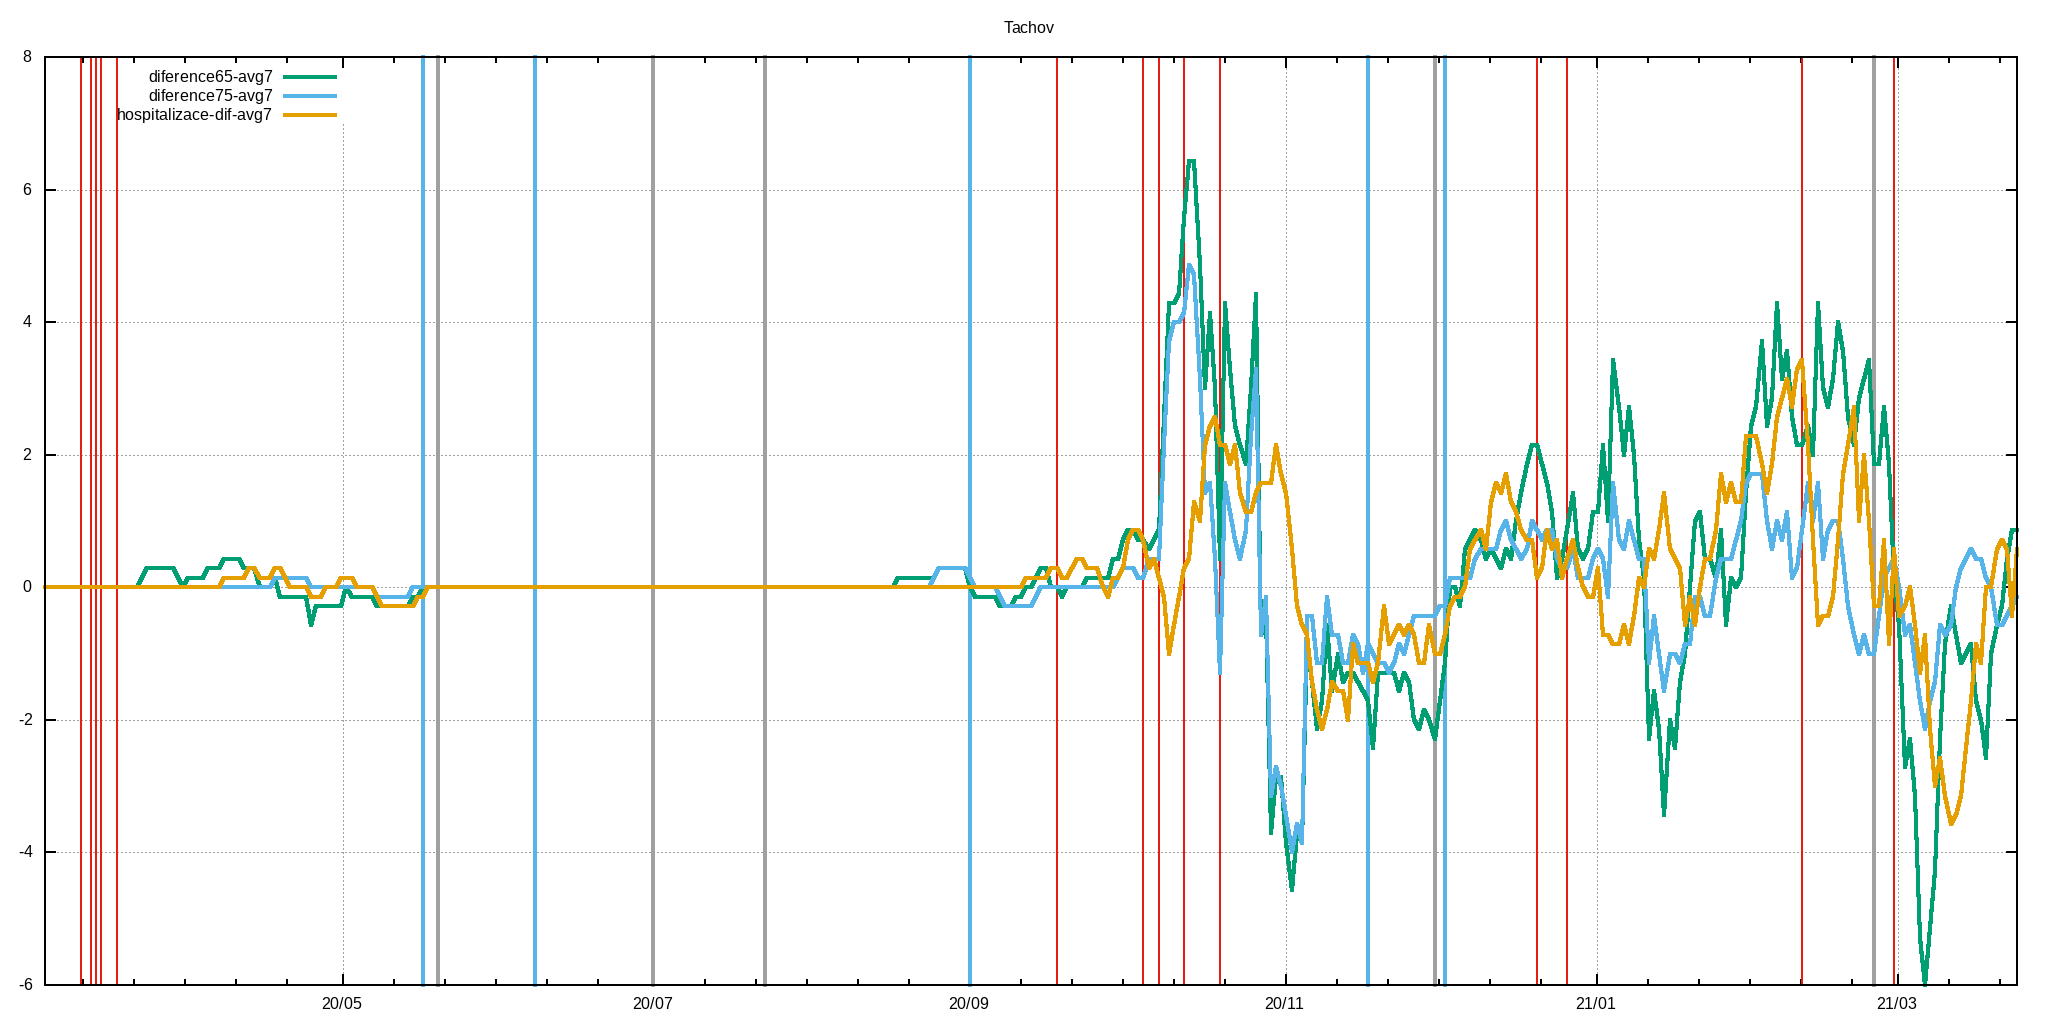 Tachov
8
diference65-avg7
diference75-avg7
hospitalizace-dif-avg7
6
4
2
0
-2
-4
-6
20/05 20/07 20/09 20/11 21/01 21/03